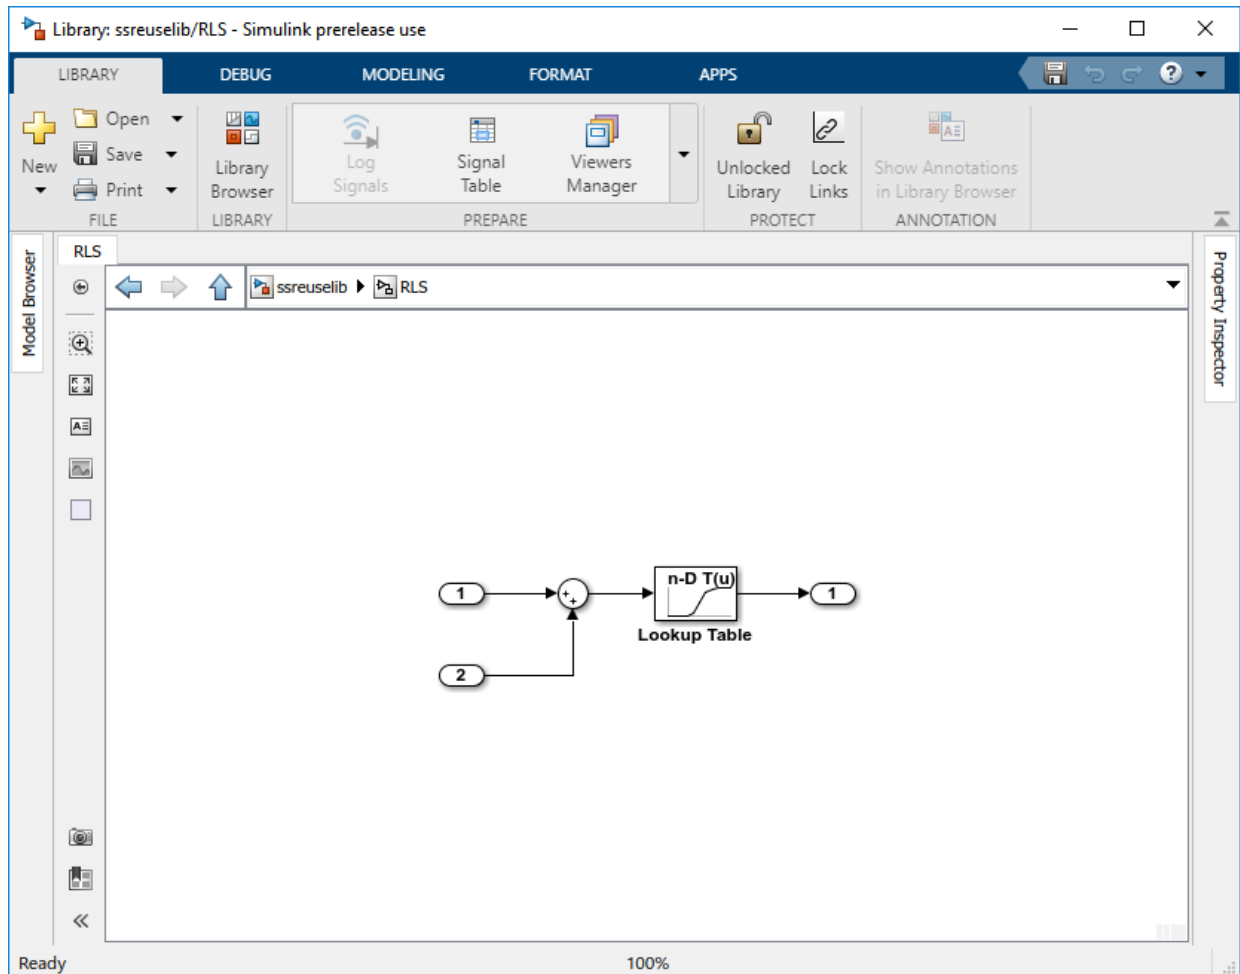 Library: ssreuselib/RLS - Simulink prerelease use
LIBRARY DEBUG MODELING FORMAT APPS
New
Open
Save
Print
FILE
Library
Browser
LIBRARY
Log
Signals
Signal
Table
Viewers
Manager
PREPARE
Unlocked
Library
Lock
Links
PROTECT
Show Annotations
in Library Browser
ANNOTATION
Model Browser
RLS
ssreuselib RLS
Property Inspector
1
2
n-D T(u)
Lookup Table
1
Ready
100%